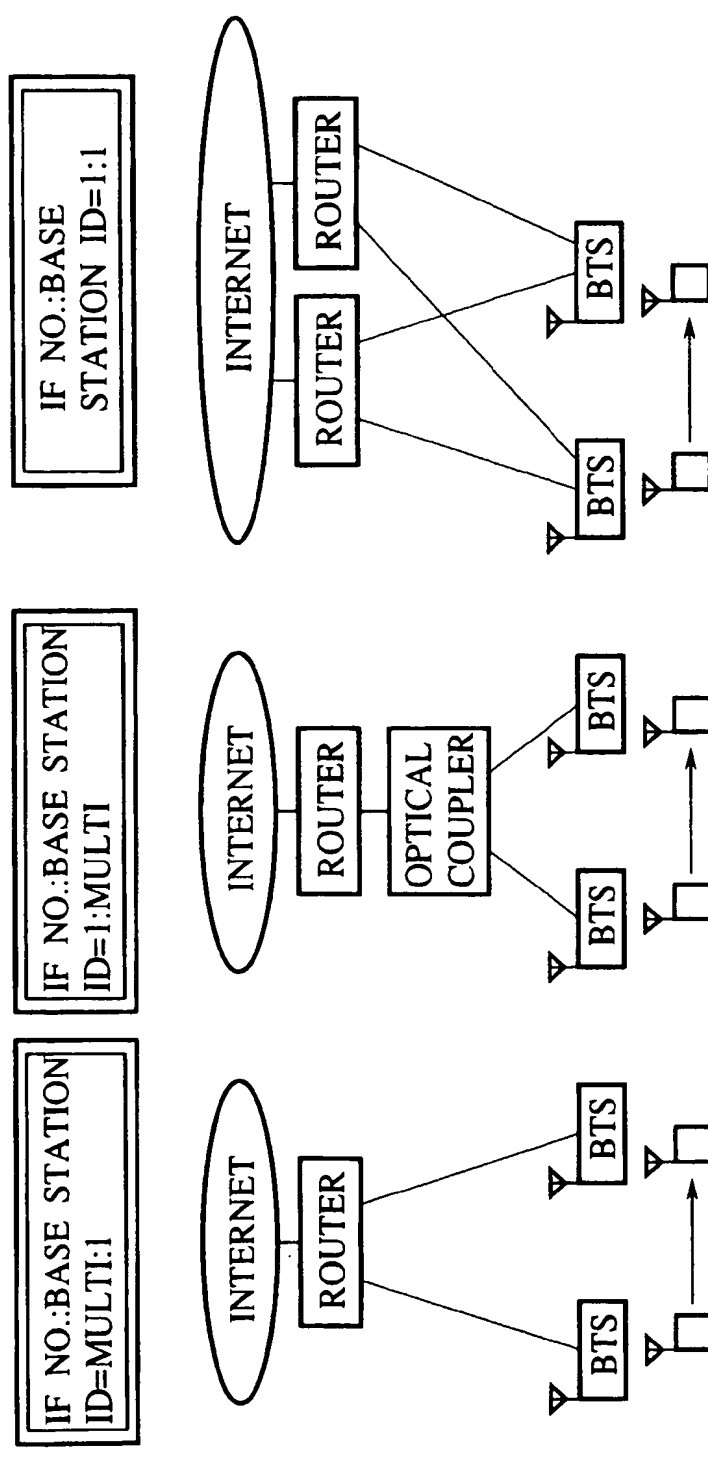 IF NO.:BASE STATION
ID=MULTI:1
INTERNET
ROUTER
BTS
BTS
IF NO.:BASE STATION
ID=1:MULTI
INTERNET
ROUTER
OPTICAL
COUPLER
BTS
BTS
IF NO.:BASE
STATION ID=1:1
INTERNET
ROUTER
ROUTER
BTS
BTS